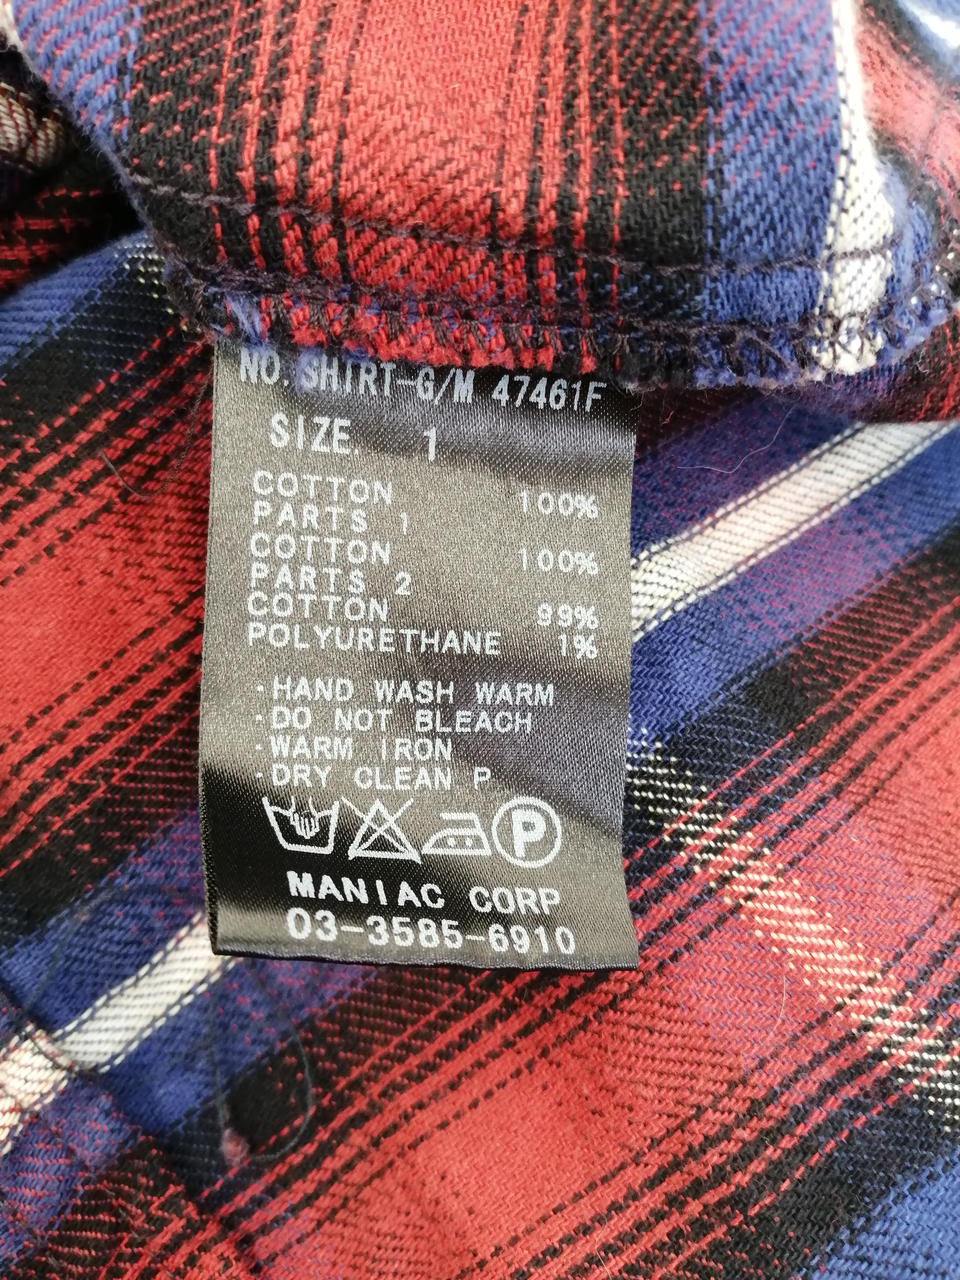 NO. SHIRT-G/M 47461F
SIZE. 1
COTTON 100%
PARTS 1
COTTON 100%
PARTS 2
COTTON 99%
POLYURETHANE 1%
·HAND WASH WARM
·DO NOT BLEACH
·WARM IRON
·DRY CLEAN P
P
MANIAC CORP
03-3585-6910